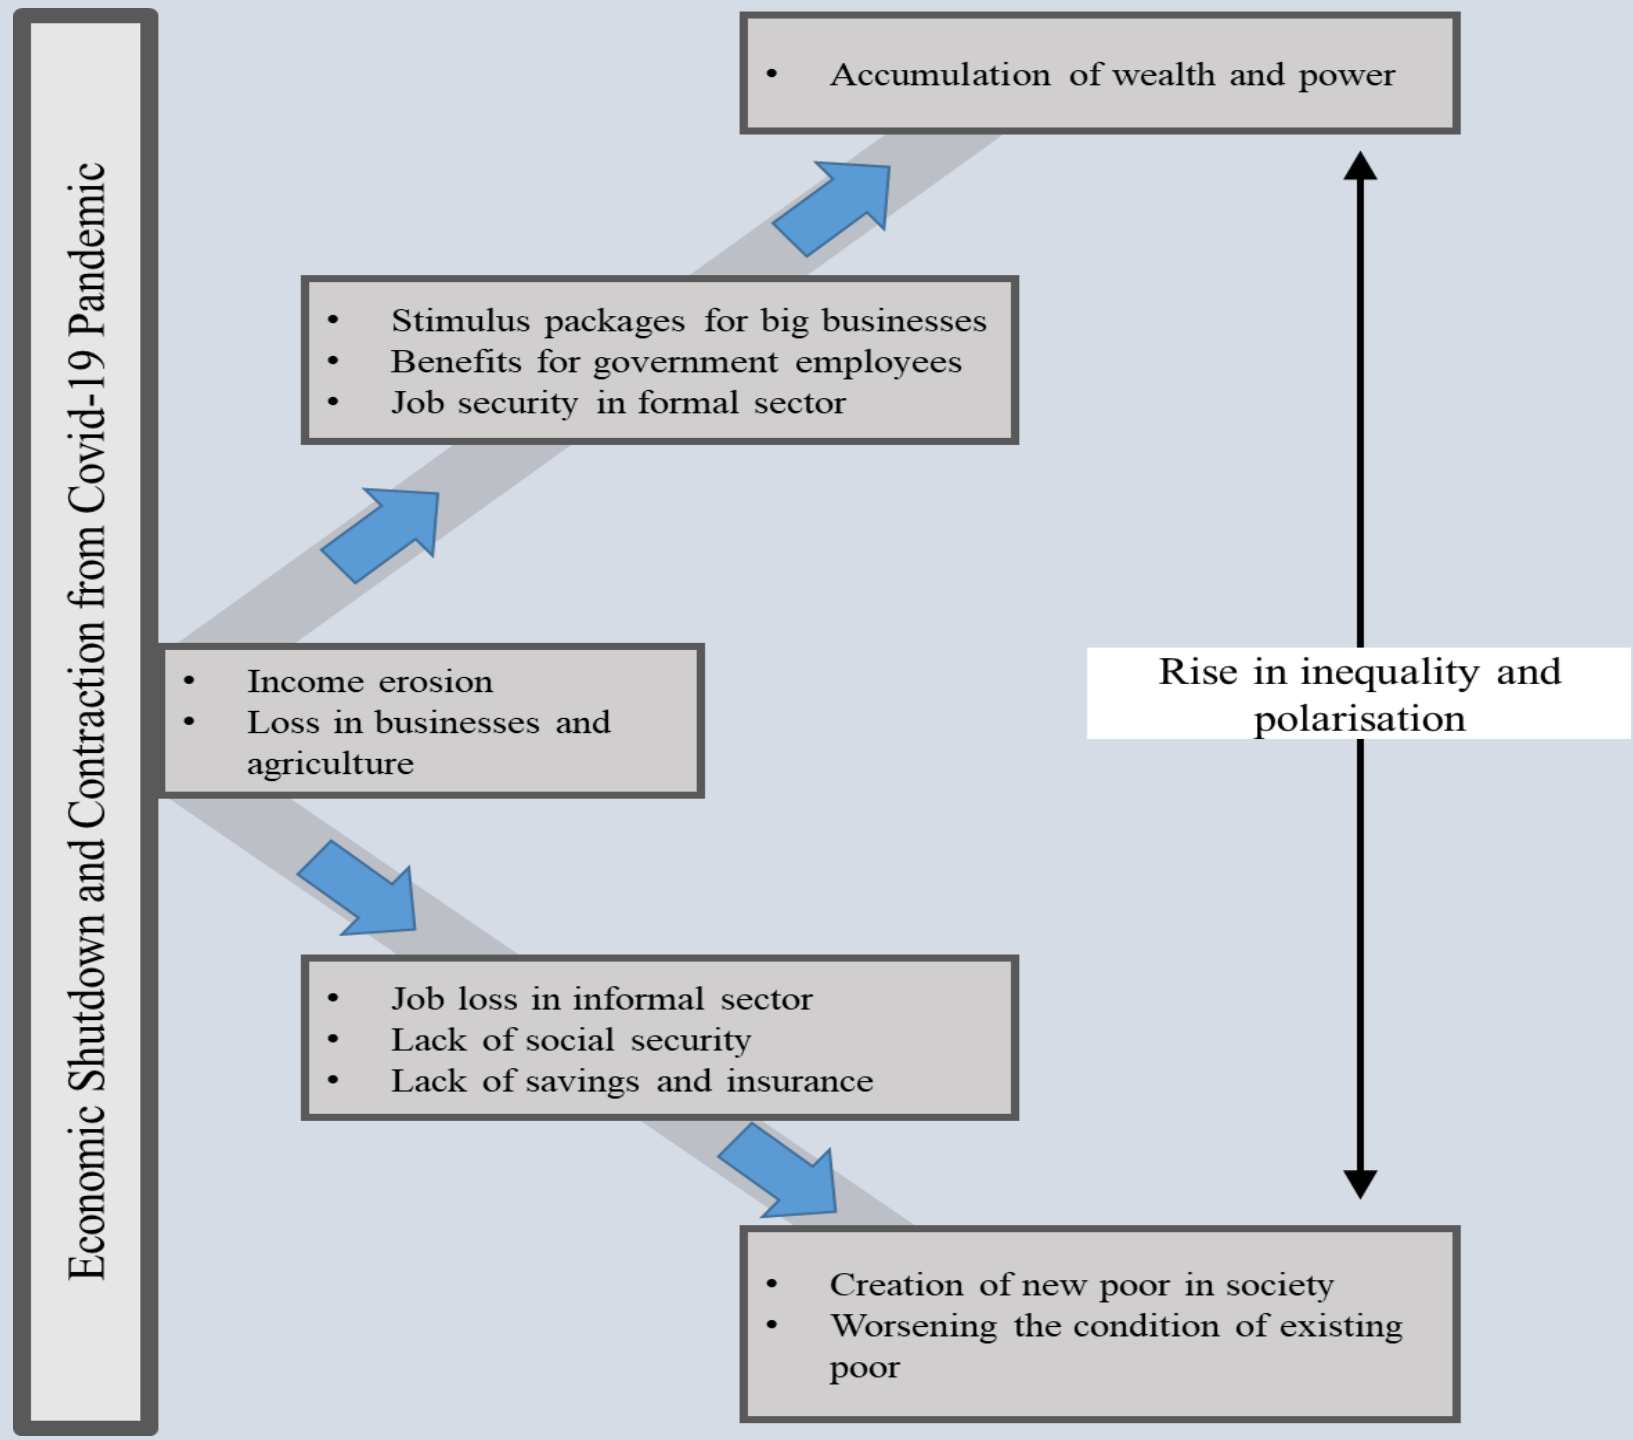 Economic Shutdown and Contraction from Covid-19 Pandemic
• Accumulation of wealth and power
• Stimulus packages for big businesses
• Benefits for government employees
• Job security in formal sector
• Income erosion
• Loss in businesses and
agriculture
Rise in inequality and
polarisation
• Job loss in informal sector
• Lack of social security
• Lack of savings and insurance
• Creation of new poor in society
• Worsening the condition of existing
poor